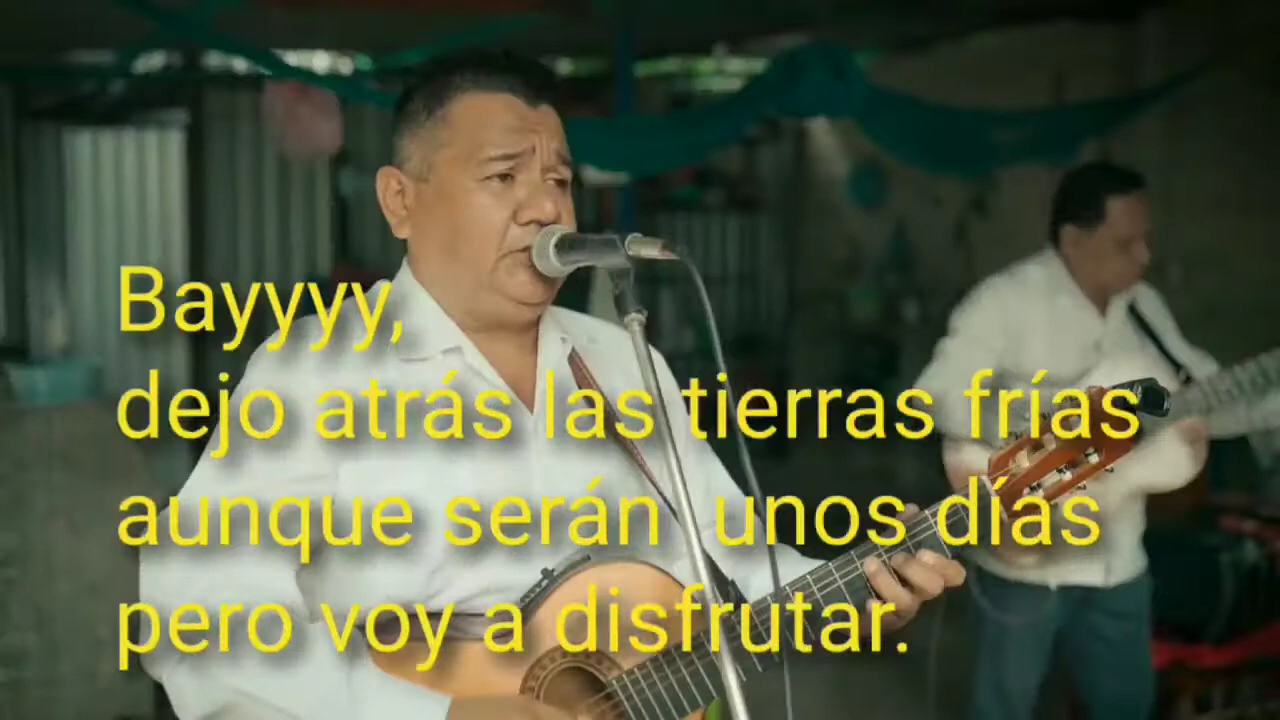 Bayyyy,
dejo atrás las tierras frías
aunque serán unos días
pero voy a disfrutar.